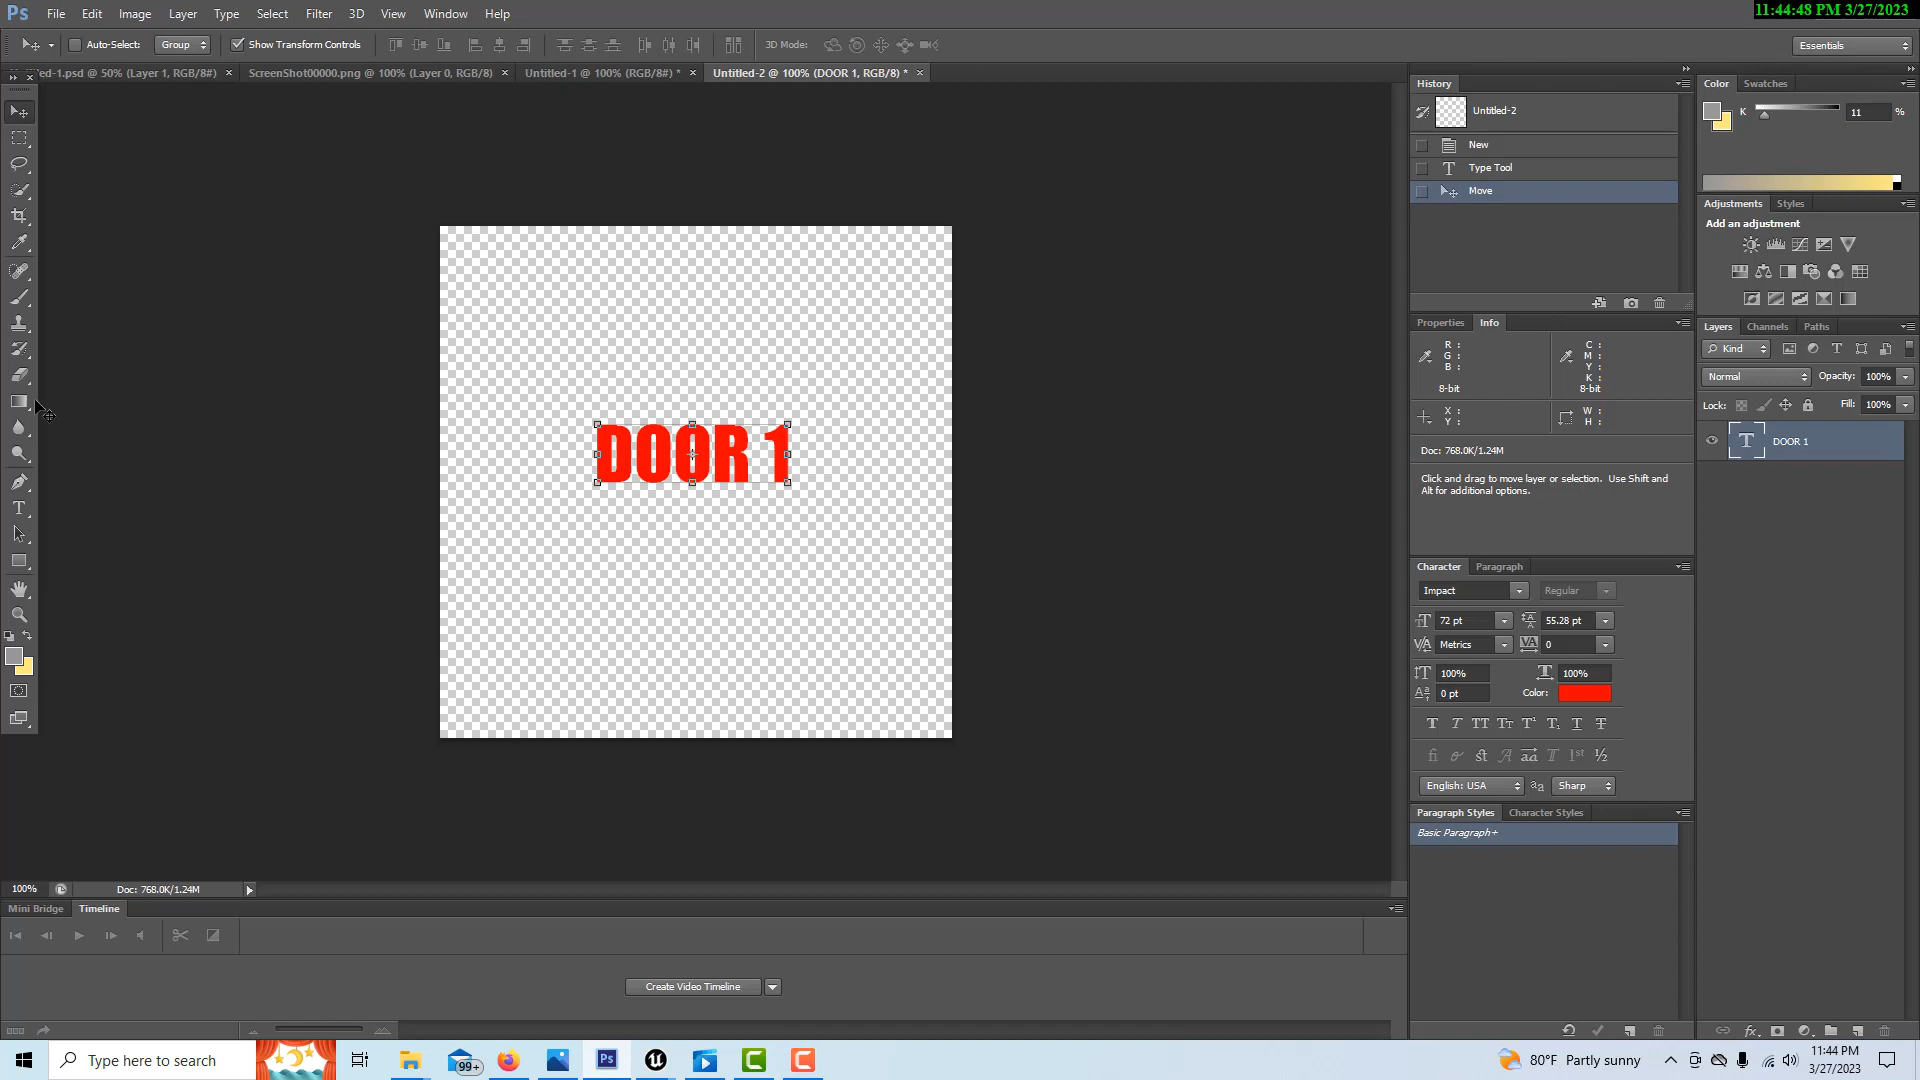 11:44:48 PM 3/27/2023
Ps File Edit Image Layer Type Select Filter 3D View Window Help
Auto-Select: Group Show Transform Controls 3D Mode: Essentials
ed-1.psd @ 50% (Layer 1, RGB/8#) × ScreenShot00000.png @ 100% (Layer 0, RGB/8) × Untitled-1 @ 100% (RGB/8#) * × Untitled-2 @ 100% (DOOR 1, RGB/8) * ×
History
Untitled-2
New
Type Tool
Move
Color Swatches
K 11 %
Adjustments Styles
Add an adjustment
Properties Info
R :
G :
B :
8-bit
C :
M :
Y :
K :
8-bit
X :
Y :
W :
H :
Doc: 768.0K/1.24M
Click and drag to move layer or selection. Use Shift and
Alt for additional options.
Layers Channels Paths
Kind
Normal Opacity: 100%
Lock: Fill: 100%
T DOOR 1
DOOR 1
Character Paragraph
Impact Regular
72 pt 55.28 pt
Metrics 0
100% 100%
0 pt Color:
English: USA Sharp
Paragraph Styles Character Styles
Basic Paragraph+
100% Doc: 768.0K/1.24M
Mini Bridge Timeline
Create Video Timeline
Type here to search
99+
Ps
80°F Partly sunny
11:44 PM
3/27/2023